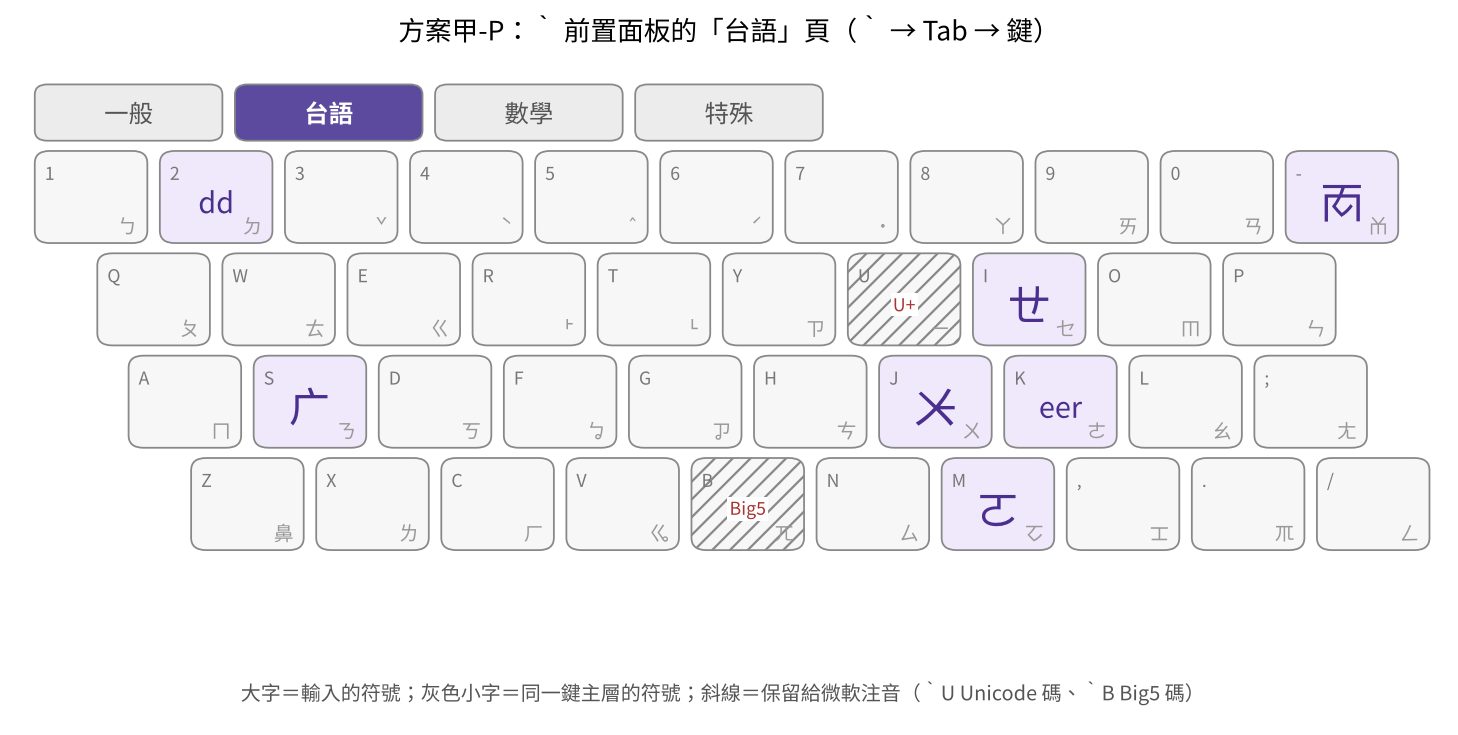 方案甲-P：ˋ 前置面板的「台語」頁（ˋ → Tab → 鍵）
一般 台語 數學 特殊
1 ㄅ 2 dd ㄉ 3 ˇ 4 ˋ 5 ˆ 6 ˊ 7 ˙ 8 ㄚ 9 ㄞ 0 ㄢ -
Q ㄆ W ㄊ E ㄍ R T Y ㄗ U U+ ㄧ I セ O P ㄣ
A ㄇ S 广 ㄋ D ㄎ F G H ㄘ J ㄨ K eer ㄜ L ㄠ ; ㄤ
Z 鼻 X ㄌ C ㄏ V B Big5 N ㄙ M , . / ㄥ
大字＝輸入的符號；灰色小字＝同一鍵主層的符號；斜線＝保留給微軟注音（ˋ U Unicode 碼、ˋ B Big5 碼）